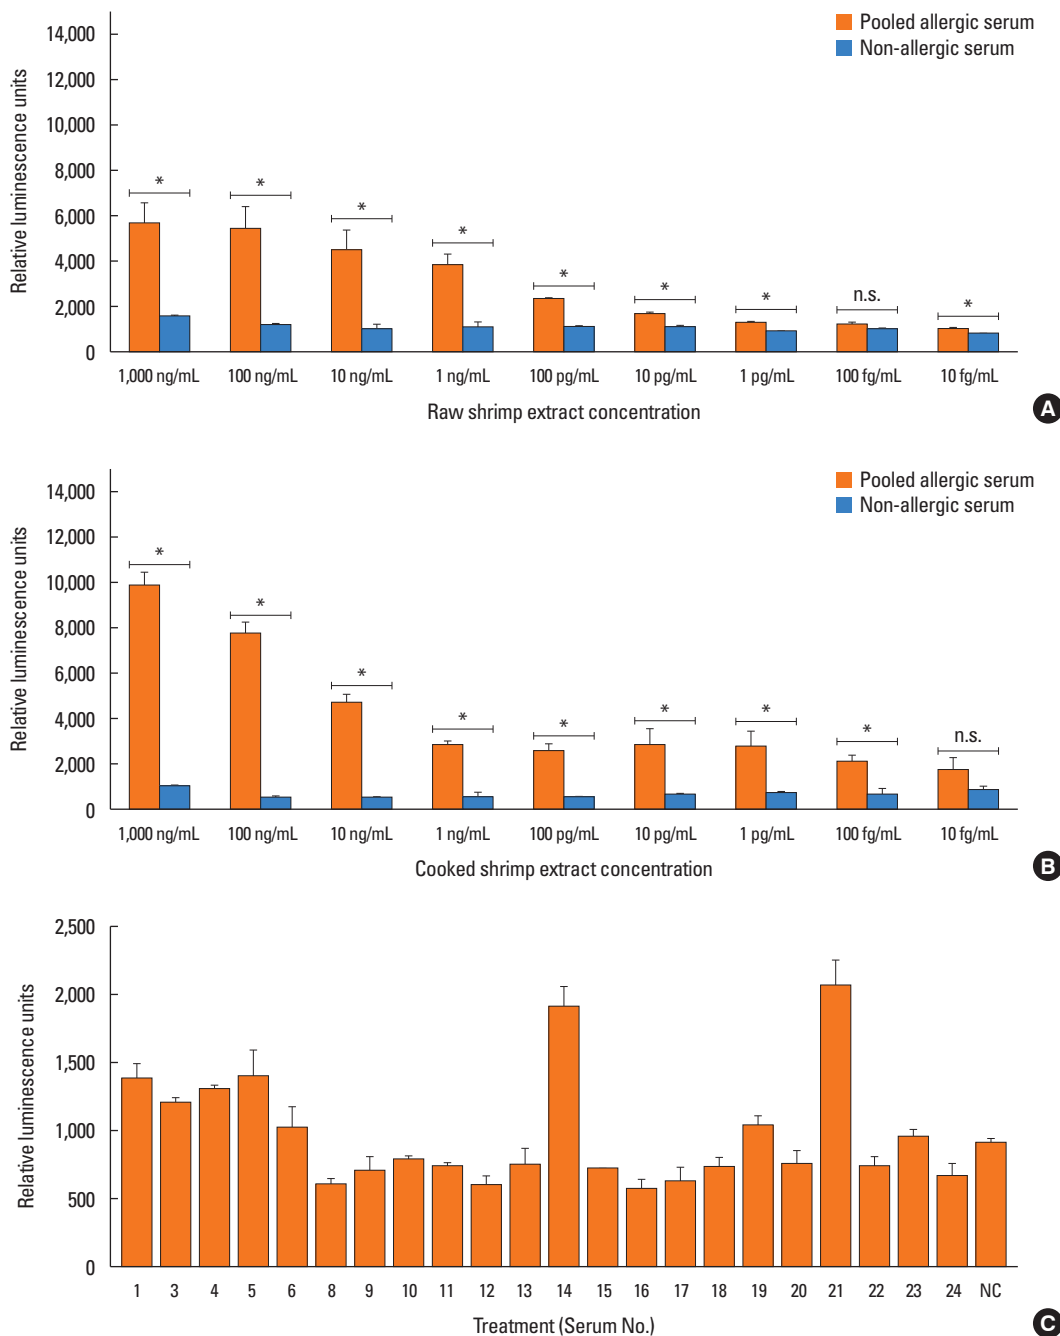 14,000
12,000
10,000
8,000
6,000
4,000
2,000
0
Relative luminescence units
Pooled allergic serum
Non-allergic serum
* * * * * * * n.s. *
1,000 ng/mL 100 ng/mL 10 ng/mL 1 ng/mL 100 pg/mL 10 pg/mL 1 pg/mL 100 fg/mL 10 fg/mL
Raw shrimp extract concentration
A
14,000
12,000
10,000
8,000
6,000
4,000
2,000
0
Relative luminescence units
Pooled allergic serum
Non-allergic serum
* * * * * * * * n.s.
1,000 ng/mL 100 ng/mL 10 ng/mL 1 ng/mL 100 pg/mL 10 pg/mL 1 pg/mL 100 fg/mL 10 fg/mL
Cooked shrimp extract concentration
B
2,500
2,000
1,500
1,000
500
0
Relative luminescence units
1 3 4 5 6 8 9 10 11 12 13 14 15 16 17 18 19 20 21 22 23 24 NC
Treatment (Serum No.)
C